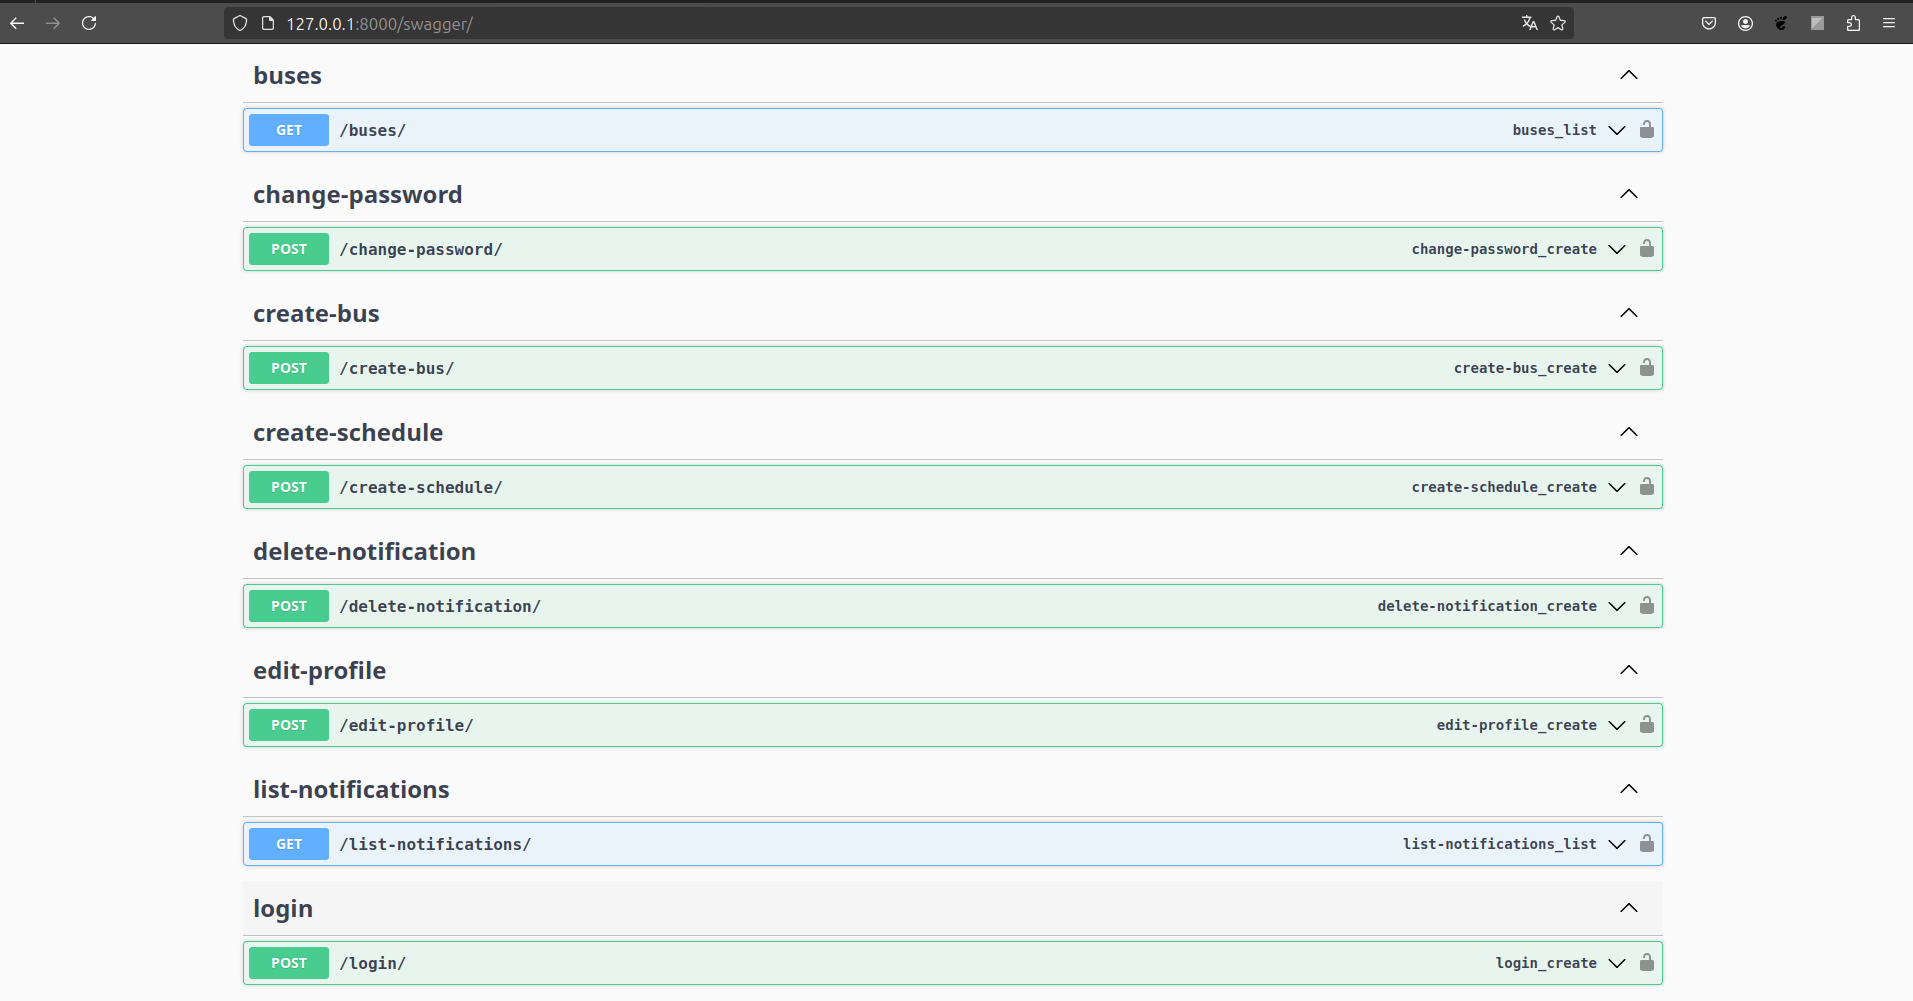 127.0.0.1:8000/swagger/
buses
GET /buses/ buses_list
change-password
POST /change-password/ change-password_create
create-bus
POST /create-bus/ create-bus_create
create-schedule
POST /create-schedule/ create-schedule_create
delete-notification
POST /delete-notification/ delete-notification_create
edit-profile
POST /edit-profile/ edit-profile_create
list-notifications
GET /list-notifications/ list-notifications_list
login
POST /login/ login_create